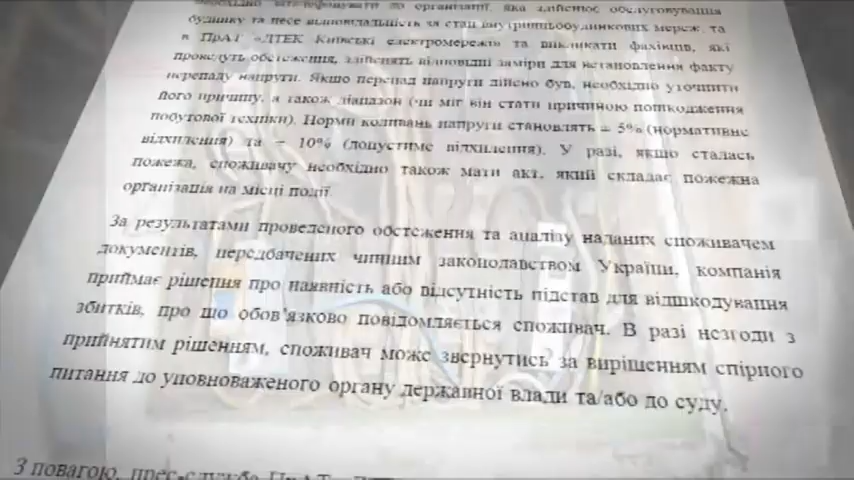 необхідно зателефонувати до організації, яка здійснює обслуговування
будинку та несе відповідальність за стан внутрішньобудинкових мереж, та
в ПрАТ «ДТЕК Київські електромережі» та викликати фахівців, які
проведуть обстеження, здійснять відповідні заміри для встановлення факту
перепаду напруги. Якщо перепад напруги дійсно був, необхідно уточнити
його причину, а також діапазон (чи міг він стати причиною пошкодження
побутової техніки). Норми коливань напруги становлять ± 5% (нормативне
відхилення) та ± 10% (допустиме відхилення). У разі, якщо сталась
пожежа, споживачу необхідно також мати акт, який складає пожежна
організація на місці події.
За результатами проведеного обстеження та аналізу наданих споживачем
документів, передбачених чинним законодавством України, компанія
приймає рішення про наявність або відсутність підстав для відшкодування
збитків, про що обов'язково повідомляється споживач. В разі незгоди з
прийнятим рішенням, споживач може звернутись за вирішенням спірного
питання до уповноваженого органу державної влади та/або до суду.
З повагою, прес-служба ПрАТ